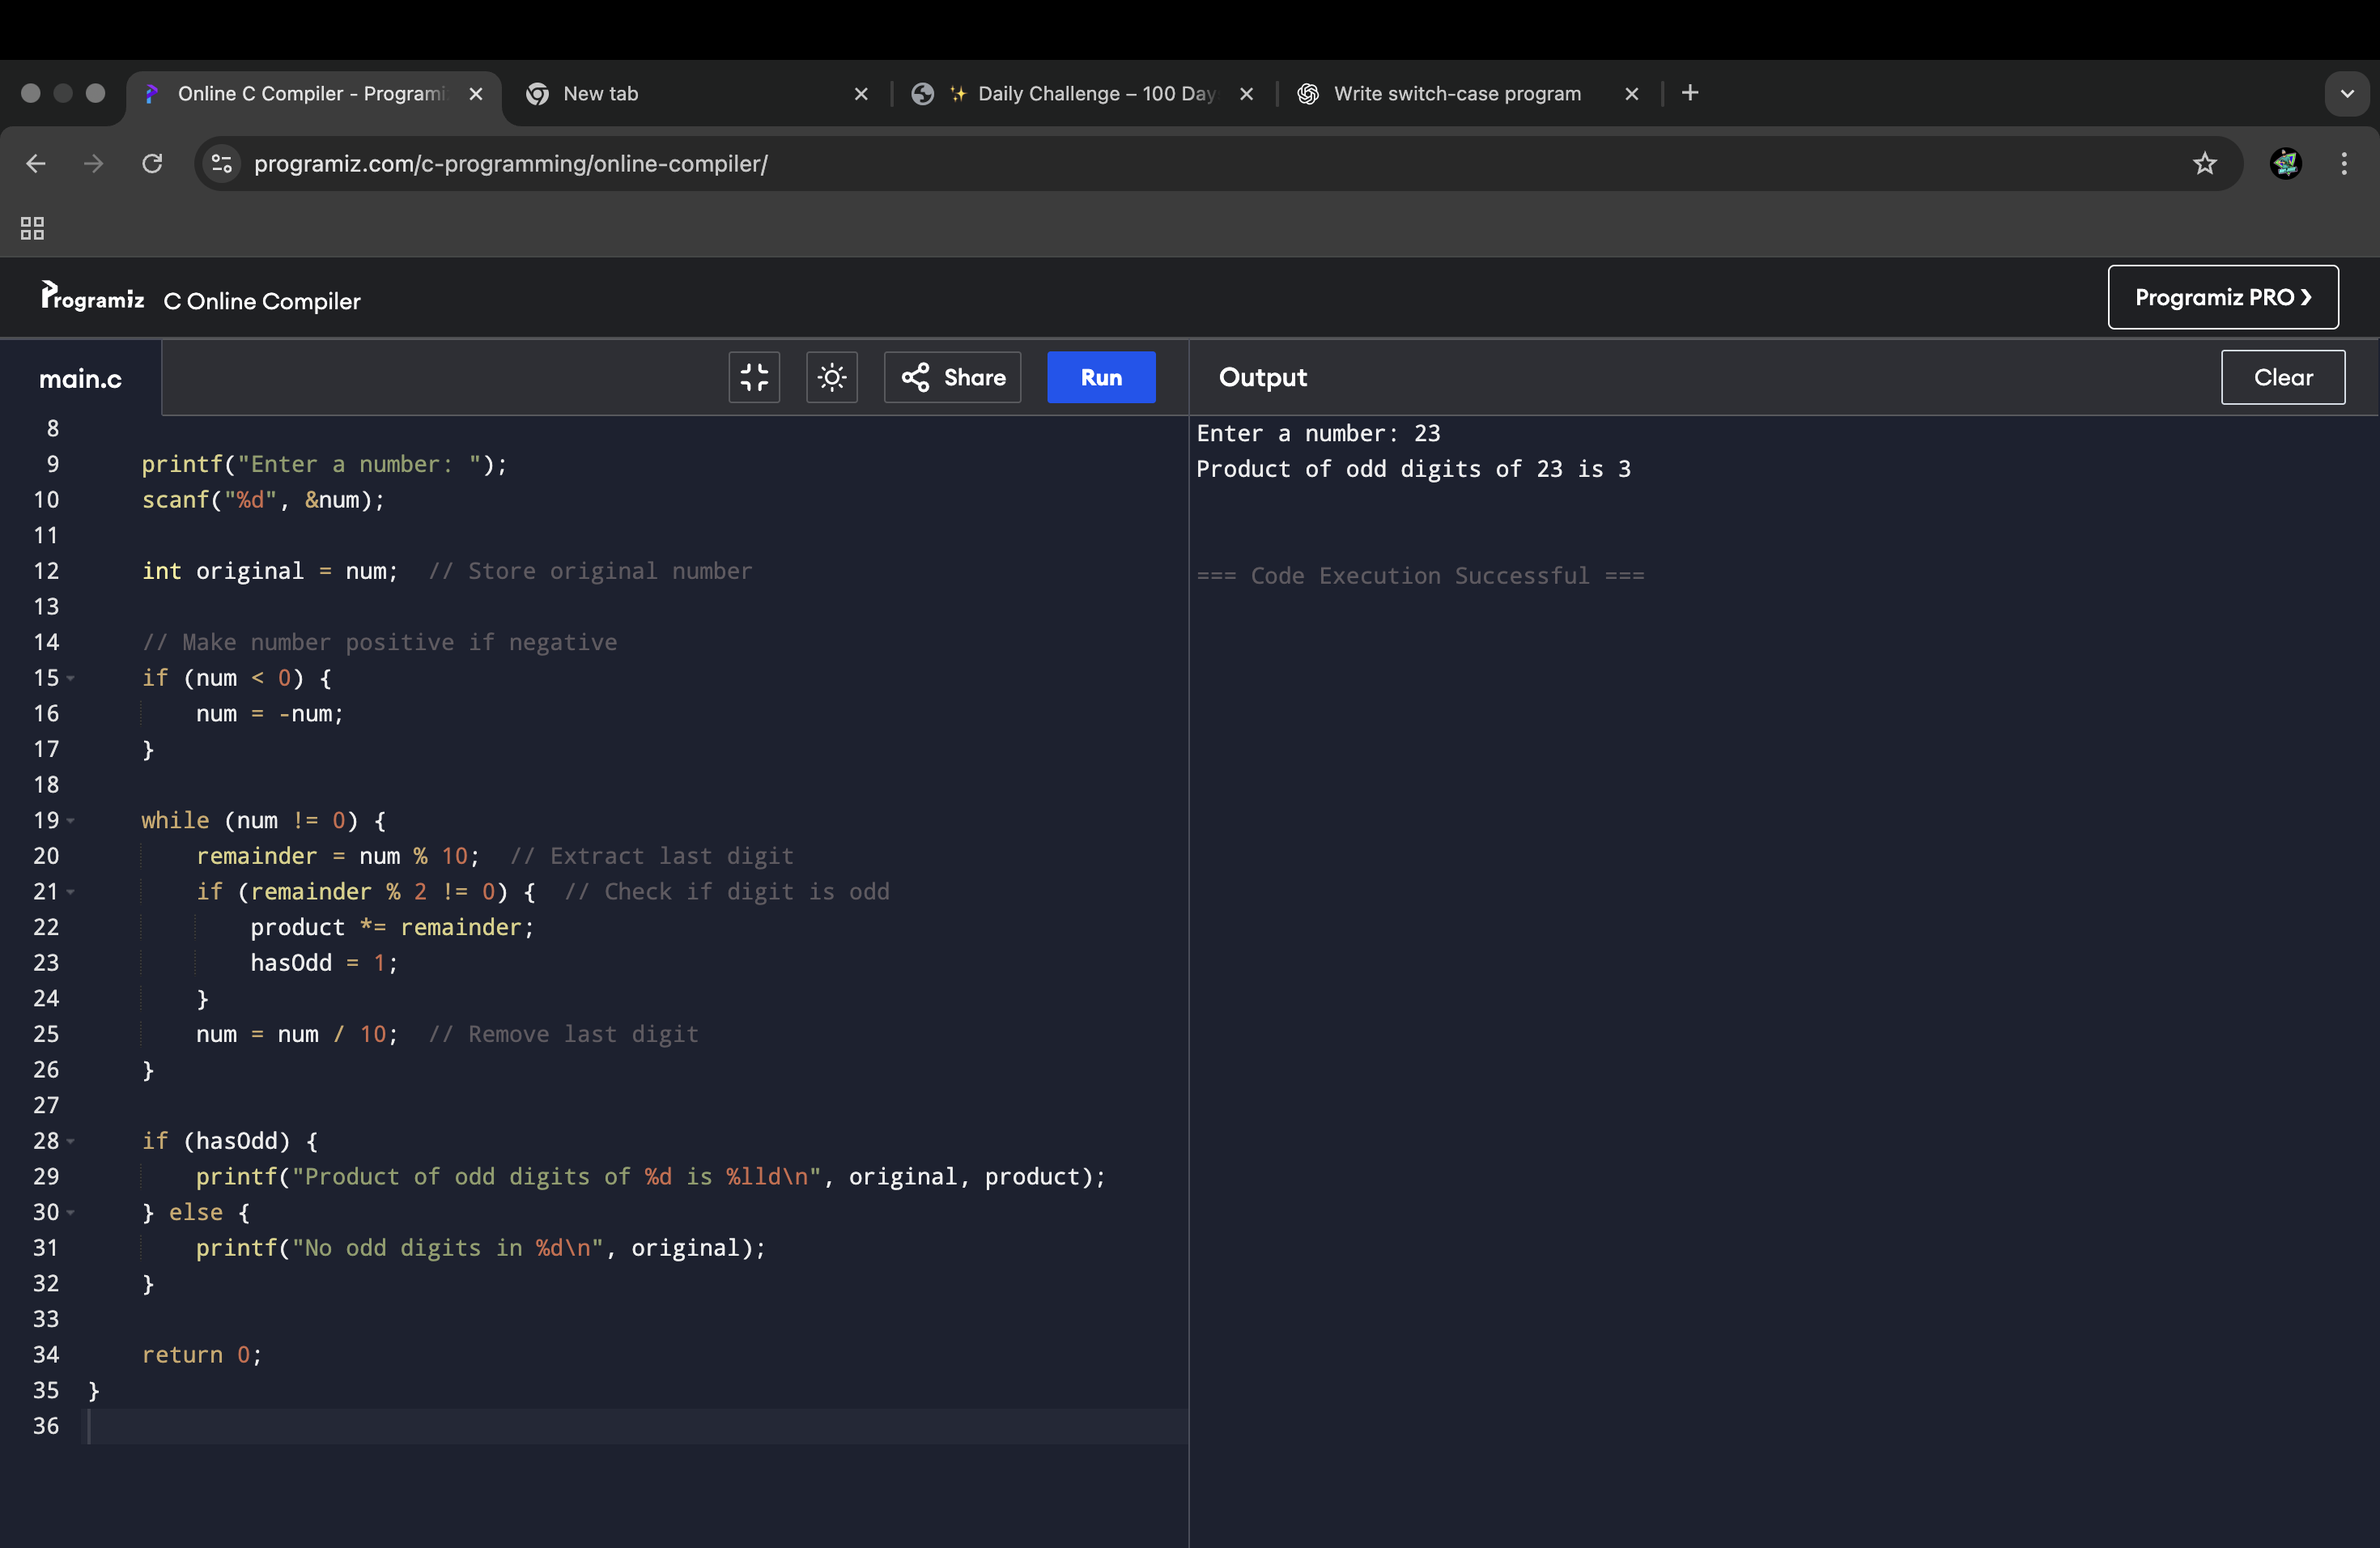 Online C Compiler - Programi
New tab
✨ Daily Challenge – 100 Day
Write switch-case program
programiz.com/c-programming/online-compiler/
Programiz C Online Compiler
Programiz PRO ❯
main.c
Share
Run
Output
Clear
8
9 printf("Enter a number: ");
10 scanf("%d", &num);
11
12 int original = num; // Store original number
13
14 // Make number positive if negative
15 if (num < 0) {
16 num = -num;
17 }
18
19 while (num != 0) {
20 remainder = num % 10; // Extract last digit
21 if (remainder % 2 != 0) { // Check if digit is odd
22 product *= remainder;
23 hasOdd = 1;
24 }
25 num = num / 10; // Remove last digit
26 }
27
28 if (hasOdd) {
29 printf("Product of odd digits of %d is %lld\n", original, product);
30 } else {
31 printf("No odd digits in %d\n", original);
32 }
33
34 return 0;
35 }
36
Enter a number: 23
Product of odd digits of 23 is 3
=== Code Execution Successful ===